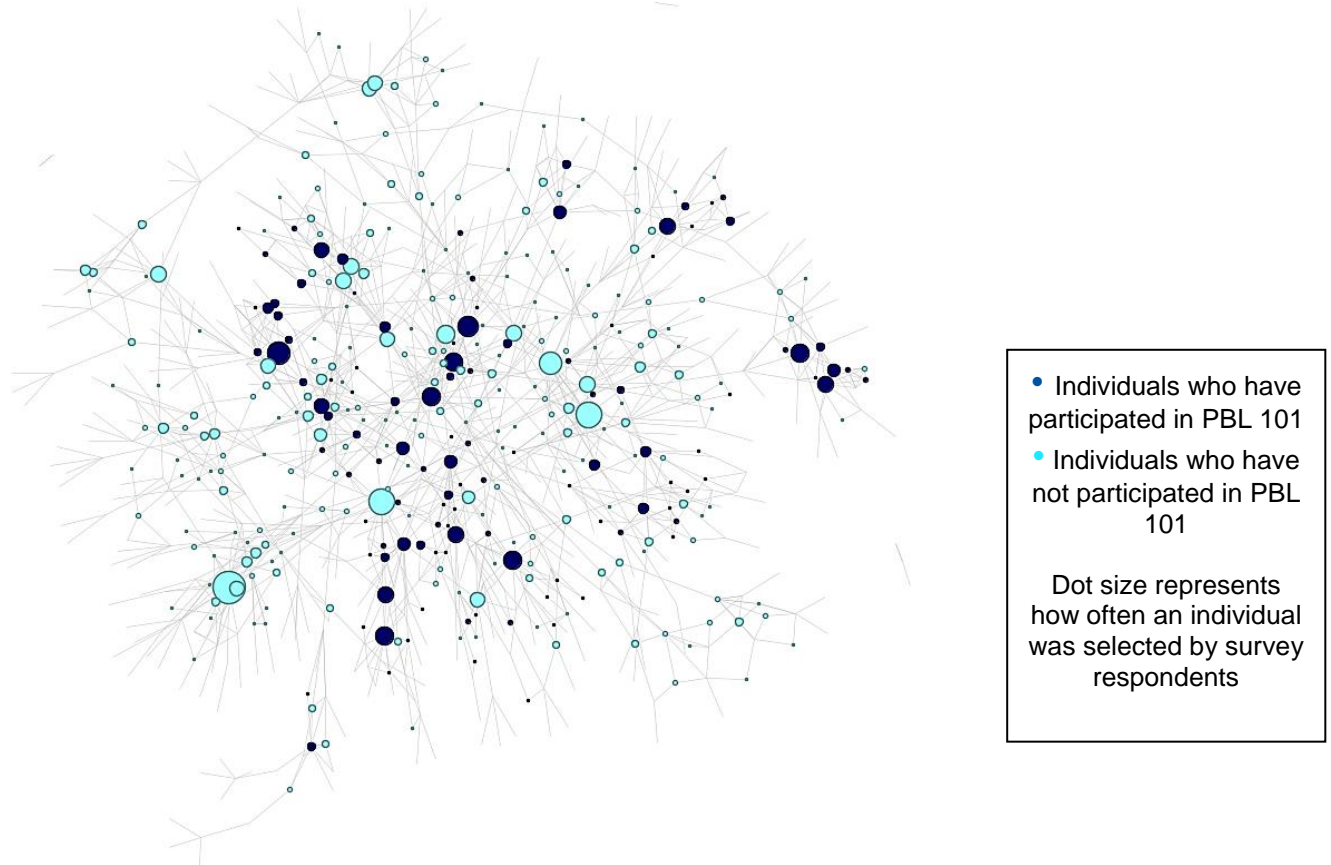 • Individuals who have
participated in PBL 101
• Individuals who have
not participated in PBL
101
Dot size represents
how often an individual
was selected by survey
respondents